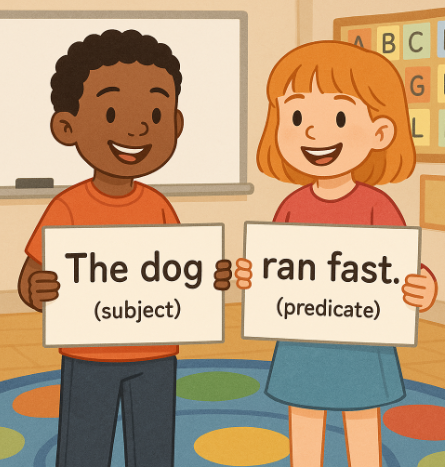 The dog
(subject)
ran fast.
(predicate)
A B C
G
L